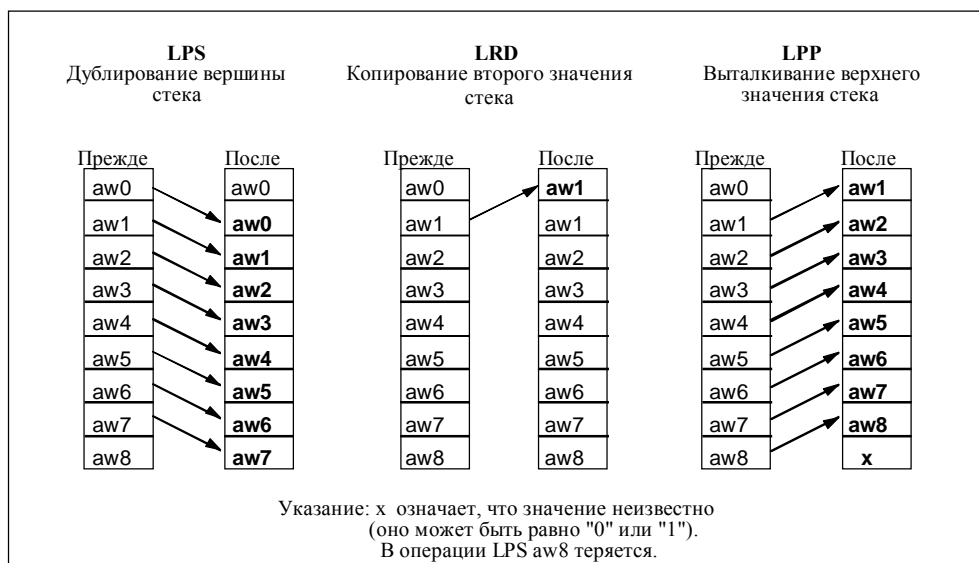 LPS LRD LPP
Дублирование вершины Копирование второго значения Выталкивание верхнего
стека стека значения стека
Прежде После Прежде После Прежде После
aw0 aw0 aw0 aw1 aw0 aw1
aw1 aw0 aw1 aw1 aw1 aw2
aw2 aw1 aw2 aw2 aw2 aw3
aw3 aw2 aw3 aw3 aw3 aw4
aw4 aw3 aw4 aw4 aw4 aw5
aw5 aw4 aw5 aw5 aw5 aw6
aw6 aw5 aw6 aw6 aw6 aw7
aw7 aw6 aw7 aw7 aw7 aw8
aw8 aw7 aw8 aw8 aw8 x
Указание: x означает, что значение неизвестно
(оно может быть равно "0" или "1").
В операции LPS aw8 теряется.